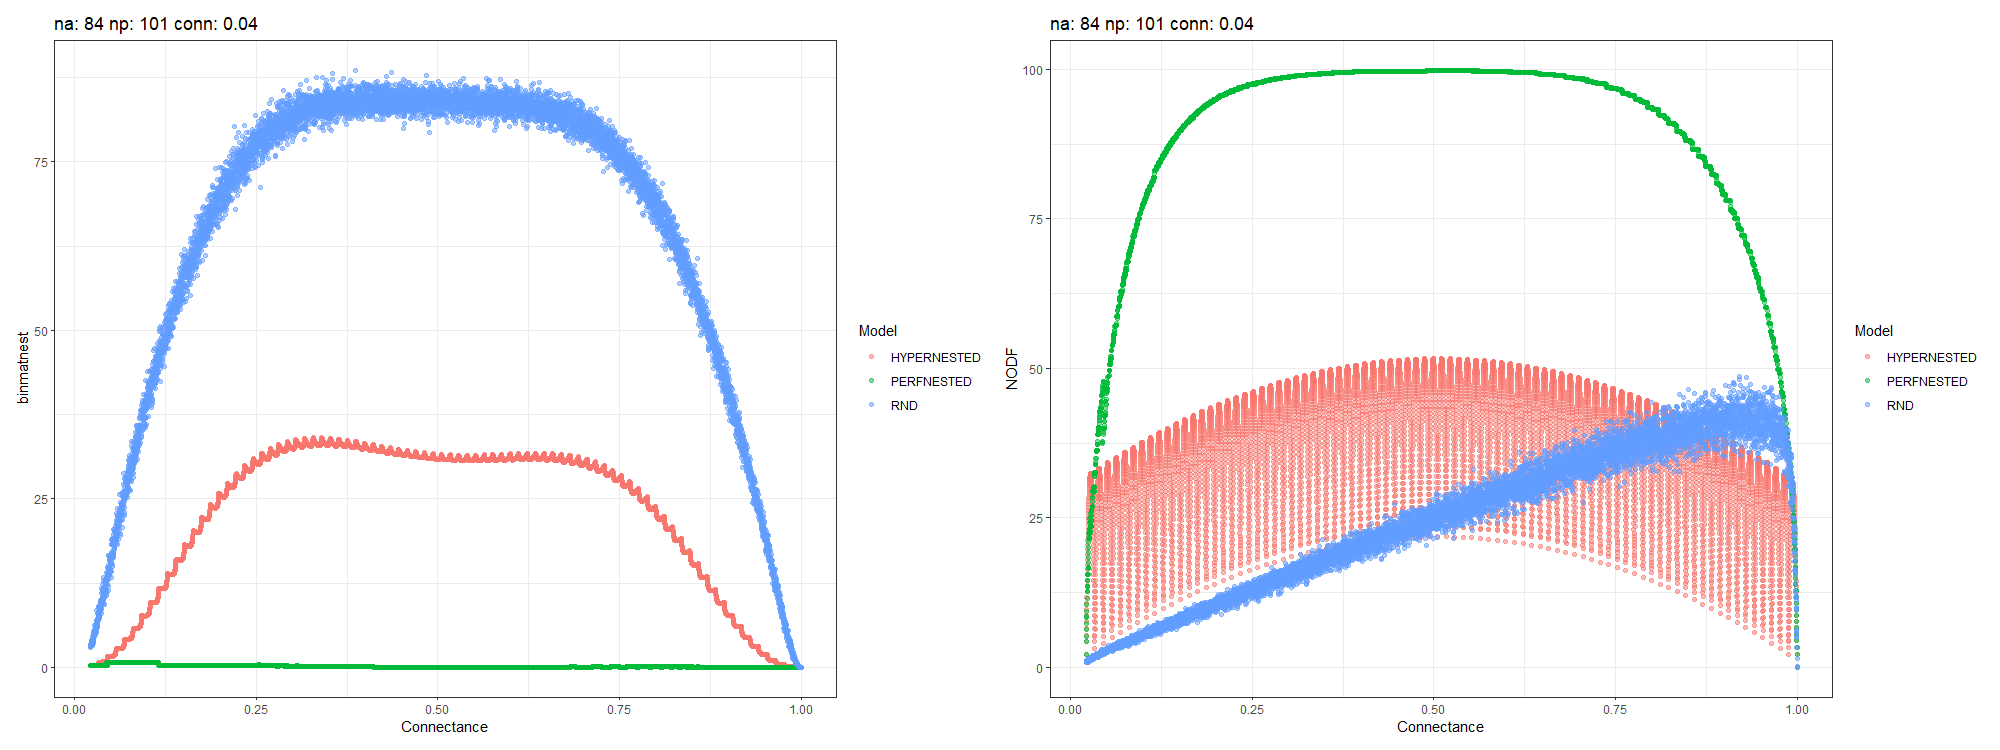 na: 84 np: 101 conn: 0.04
75
50
25
0
binmatnest
0.00 0.25 0.50 0.75 1.00
Connectance
Model
HYPERNESTED
PERFNESTED
RND
na: 84 np: 101 conn: 0.04
100
75
50
25
0
NODF
0.00 0.25 0.50 0.75 1.00
Connectance
Model
HYPERNESTED
PERFNESTED
RND